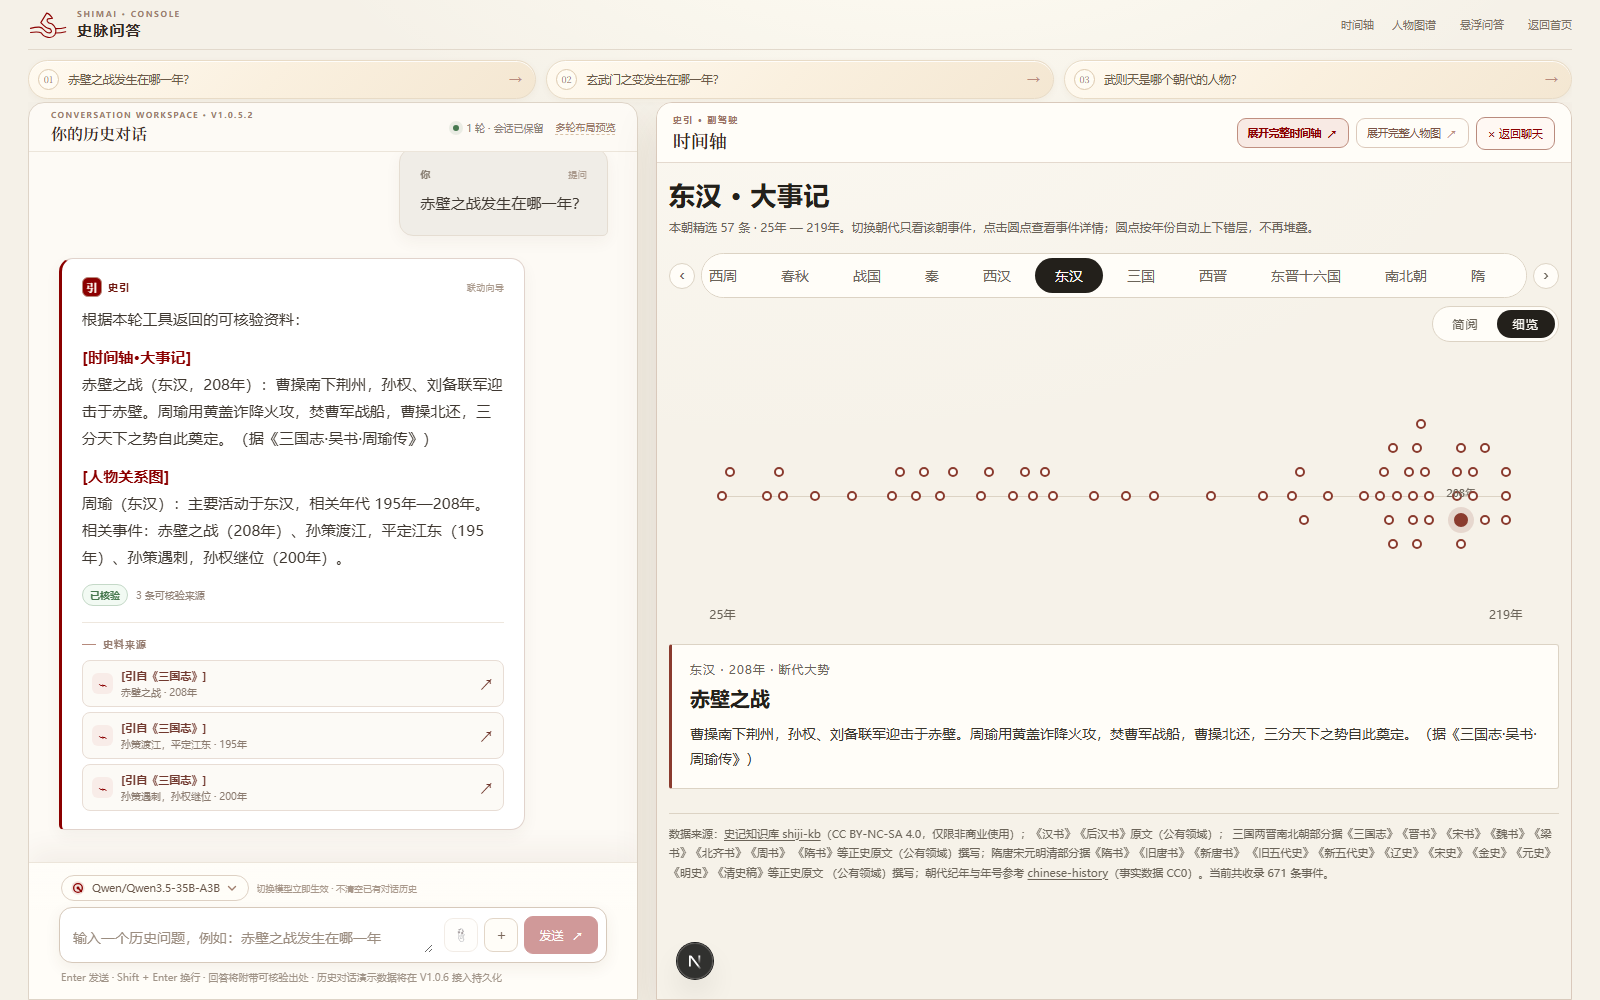 SHIMAI • CONSOLE
史脉问答
时间轴 人物图谱 悬浮问答 返回首页
01 赤壁之战发生在哪一年? →
02 玄武门之变发生在哪一年? →
03 武则天是哪个朝代的人物? →
CONVERSATION WORKSPACE • V1.0.5.2
你的历史对话
1 轮 · 会话已保留 多轮布局预览
你 提问
赤壁之战发生在哪一年?
引 史引 联动向导
根据本轮工具返回的可核验资料：
[时间轴•大事记]
赤壁之战（东汉，208年）：曹操南下荆州，孙权、刘备联军迎
击于赤壁。周瑜用黄盖诈降火攻，焚曹军战船，曹操北还，三
分天下之势自此奠定。（据《三国志·吴书·周瑜传》）
[人物关系图]
周瑜（东汉）：主要活动于东汉，相关年代 195年—208年。
相关事件：赤壁之战（208年）、孙策渡江，平定江东（195
年）、孙策遇刺，孙权继位（200年）。
已核验 3 条可核验来源
史料来源
[引自《三国志》]
赤壁之战 · 208年
[引自《三国志》]
孙策渡江，平定江东 · 195年
[引自《三国志》]
孙策遇刺，孙权继位 · 200年
Qwen/Qwen3.5-35B-A3B 切换模型立即生效 · 不清空已有对话历史
输入一个历史问题，例如：赤壁之战发生在哪一年
+ 发送 ↗
Enter 发送 · Shift + Enter 换行 · 回答将附带可核验出处 · 历史对话演示数据将在 V1.0.6 接入持久化
史引 • 副驾驶
时间轴
展开完整时间轴 ↗ 展开完整人物图 ↗ × 返回聊天
东汉 • 大事记
本朝精选 57 条 · 25年 — 219年。切换朝代只看该朝事件，点击圆点查看事件详情；圆点按年份自动上下错层，不再堆叠。
‹ 西周 春秋 战国 秦 西汉 东汉 三国 西晋 东晋十六国 南北朝 隋 ›
简阅 细览
208年
25年 219年
东汉 · 208年 · 断代大势
赤壁之战
曹操南下荆州，孙权、刘备联军迎击于赤壁。周瑜用黄盖诈降火攻，焚曹军战船，曹操北还，三分天下之势自此奠定。（据《三国志·吴书·
周瑜传》）
数据来源：史记知识库 shiji-kb（CC BY-NC-SA 4.0，仅限非商业使用）；《汉书》《后汉书》原文（公有领域）； 三国两晋南北朝部分据《三国志》《晋书》《宋书》《魏书》《梁
书》《北齐书》《周书》 《隋书》等正史原文（公有领域）撰写；隋唐宋元明清部分据《隋书》《旧唐书》《新唐书》 《旧五代史》《新五代史》《辽史》《宋史》《金史》《元史》
《明史》《清史稿》等正史原文 （公有领域）撰写；朝代纪年与年号参考 chinese-history（事实数据 CC0）。当前共收录 671 条事件。
N